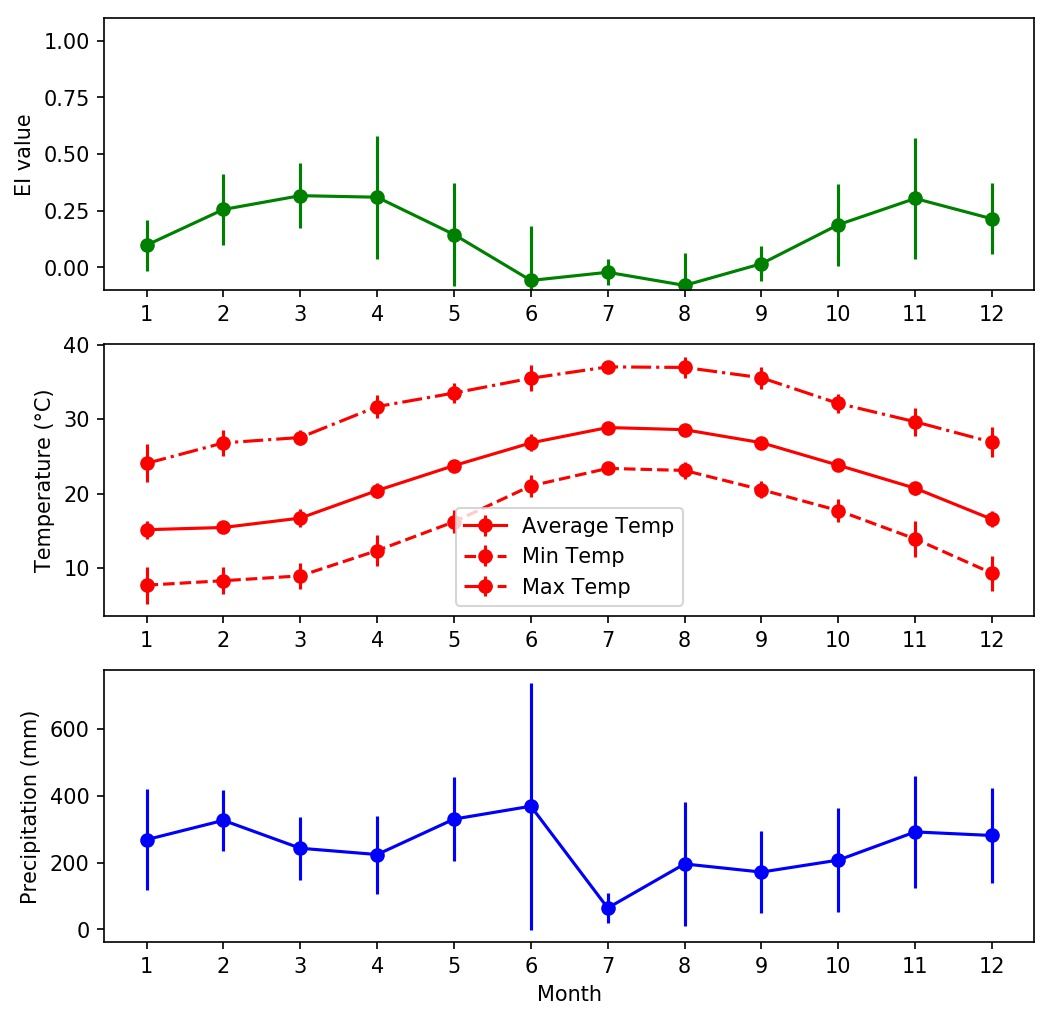 EI value
1.00
0.75
0.50
0.25
0.00
1 2 3 4 5 6 7 8 9 10 11 12
Temperature (°C)
40
30
20
10
Average Temp
Min Temp
Max Temp
1 2 3 4 5 6 7 8 9 10 11 12
Precipitation (mm)
600
400
200
0
1 2 3 4 5 6 7 8 9 10 11 12
Month